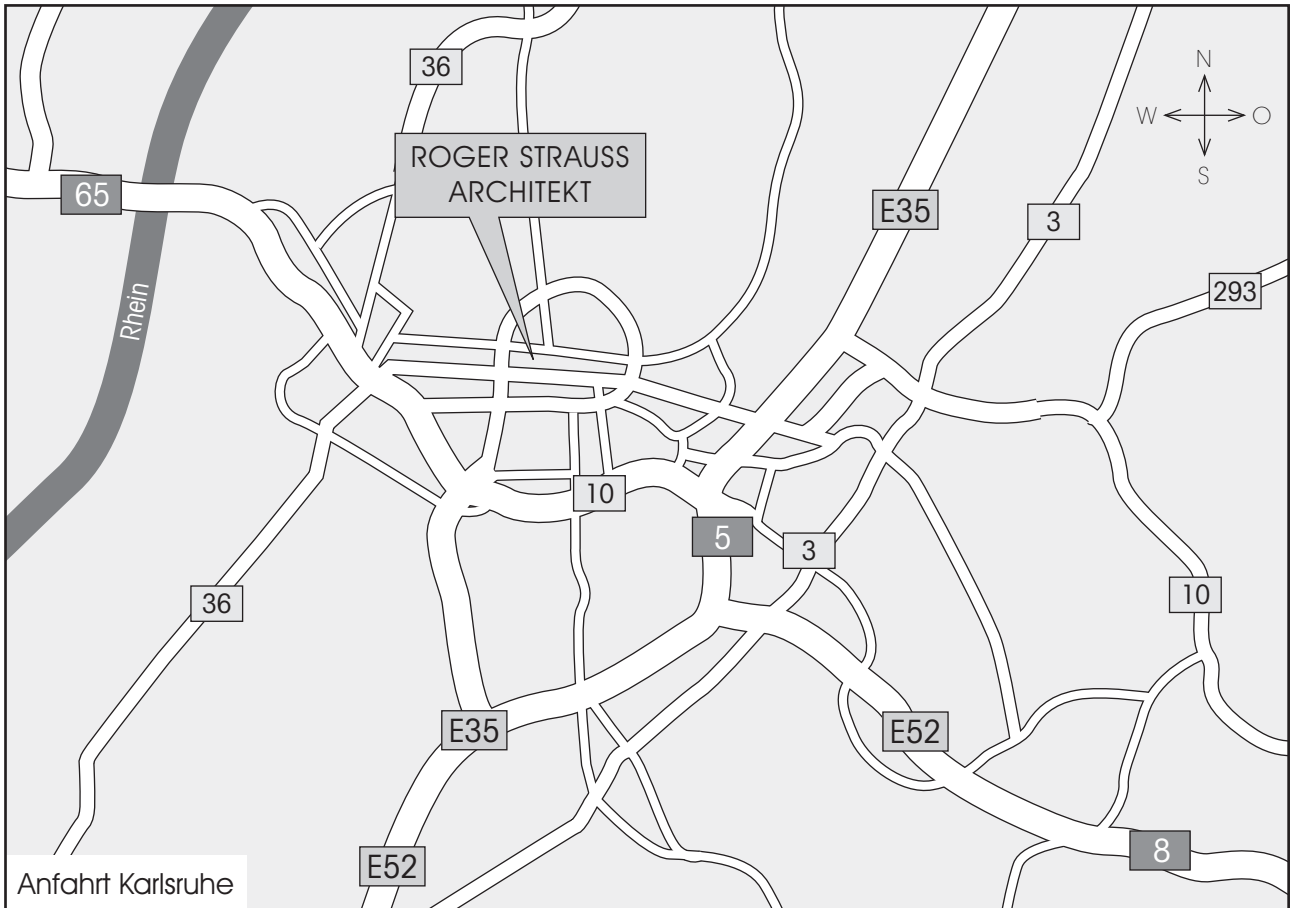 36
N
W
O
S
ROGER STRAUSS
ARCHITEKT
65
E35
3
293
Rhein
10
5
3
36
10
E35
E52
E52
8
Anfahrt Karlsruhe